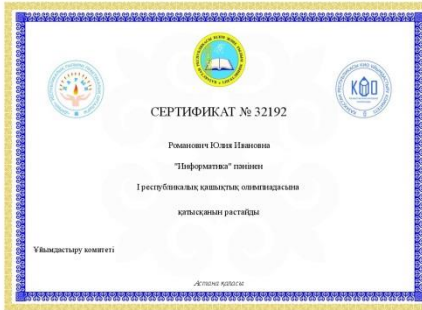 СЕРТИФИКАТ № 32192
Романович Юлия Ивановна
"Информатика" пәнінен
І республикалық қашықтық олимпиадасына
қатысқанын растайды
Ұйымдастыру комитеті
Астана қаласы